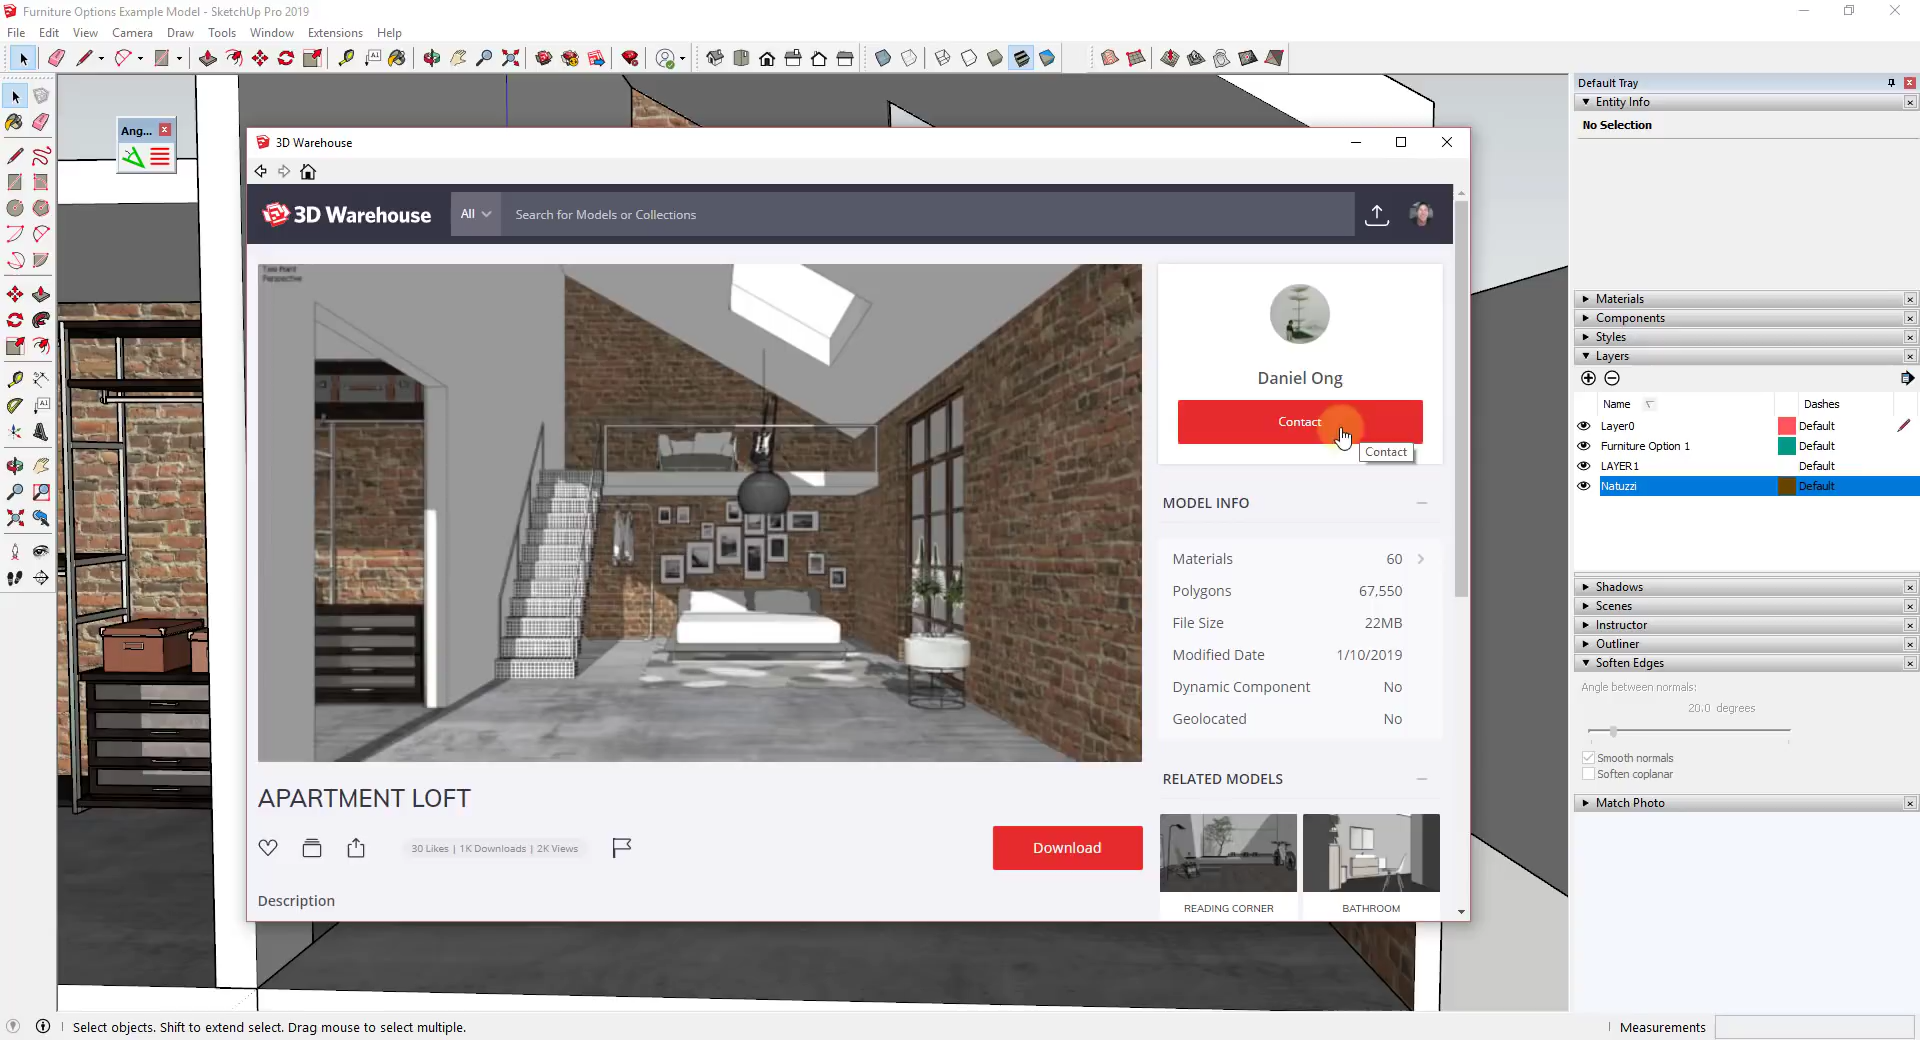 Furniture Options Example Model - SketchUp Pro 2019
File Edit View Camera Draw Tools Window Extensions Help
Ang...
3D Warehouse
3D Warehouse
All
Search for Models or Collections
Two Point
Perspective
Daniel Ong
Contact
Contact
MODEL INFO
Materials 60
Polygons 67,550
File Size 22MB
Modified Date 1/10/2019
Dynamic Component No
Geolocated No
RELATED MODELS
READING CORNER
BATHROOM
APARTMENT LOFT
30 Likes | 1K Downloads | 2K Views
Download
Description
Default Tray
Entity Info
No Selection
Materials
Components
Styles
Layers
Name Dashes
Layer0 Default
Furniture Option 1 Default
LAYER1 Default
Natuzzi Default
Shadows
Scenes
Instructor
Outliner
Soften Edges
Angle between normals:
20.0 degrees
Smooth normals
Soften coplanar
Match Photo
Select objects. Shift to extend select. Drag mouse to select multiple.
Measurements